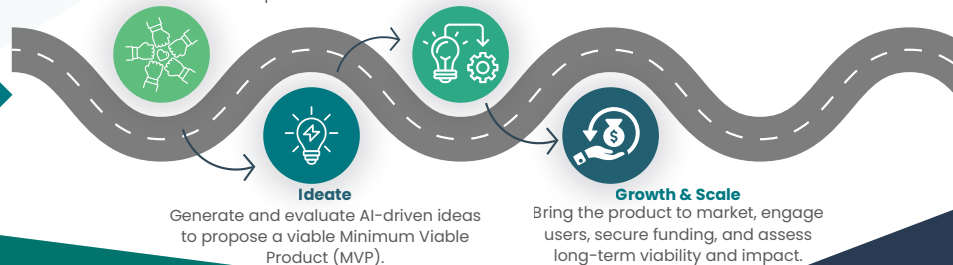 Ideate
Generate and evaluate AI-driven ideas
to propose a viable Minimum Viable
Product (MVP).
Growth & Scale
Bring the product to market, engage
users, secure funding, and assess
long-term viability and impact.